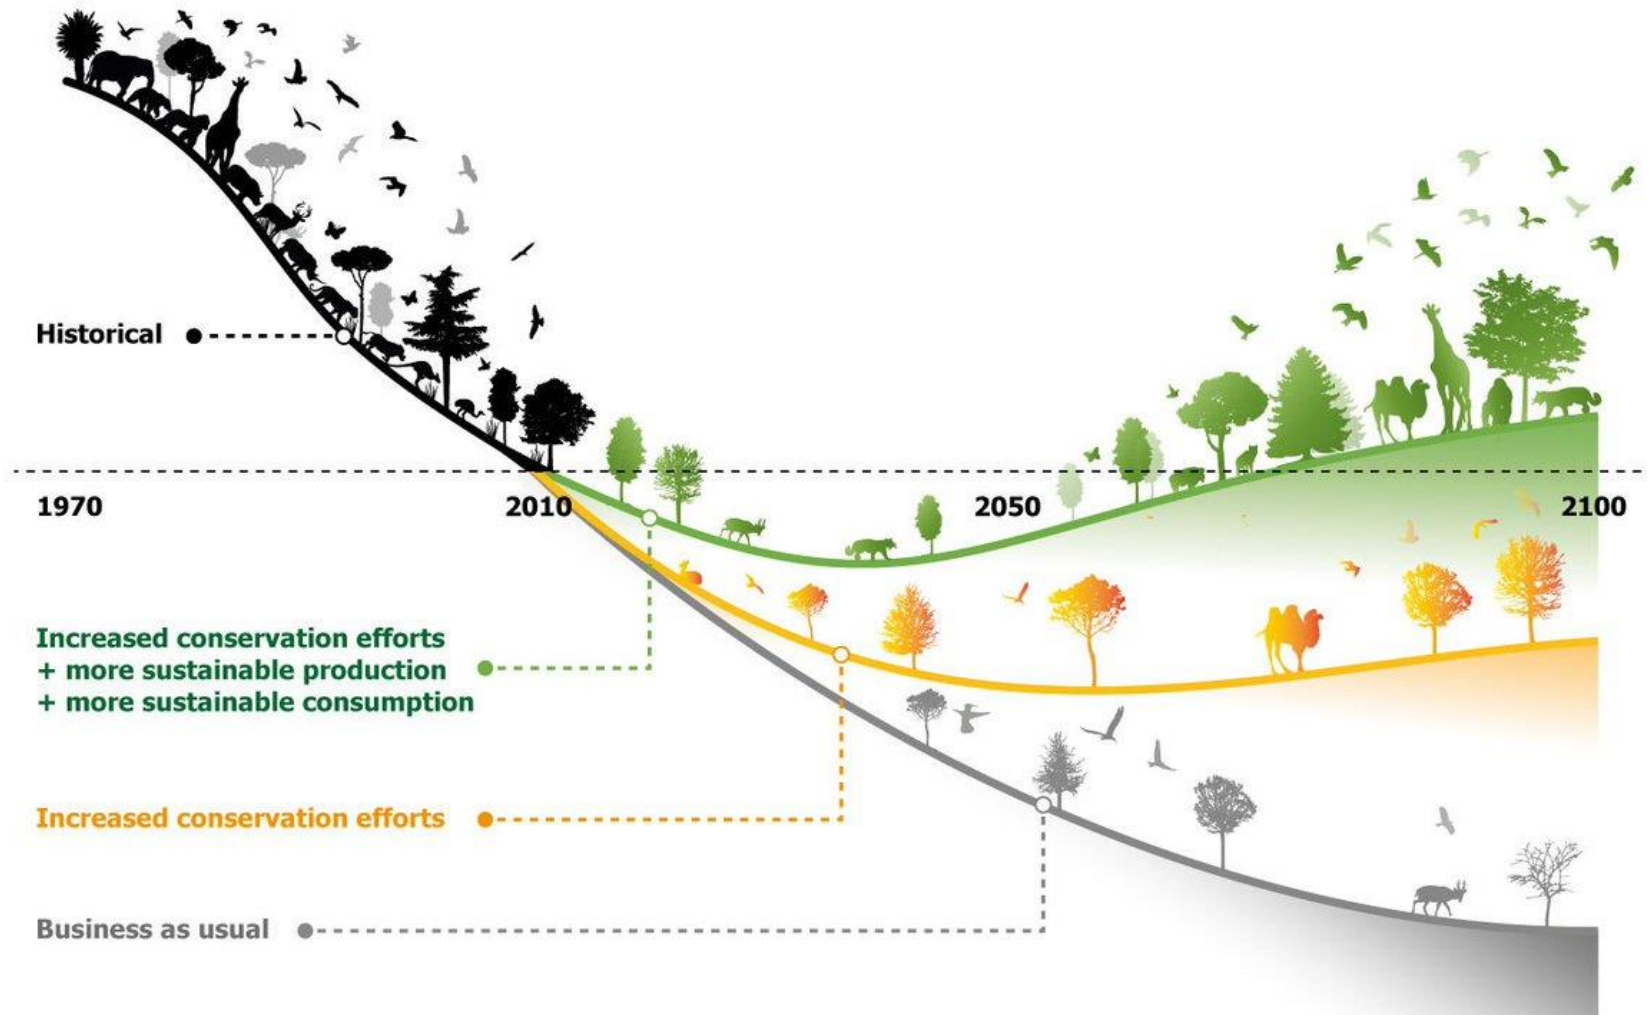 Historical
1970
2010
2050
2100
Increased conservation efforts
+ more sustainable production
+ more sustainable consumption
Increased conservation efforts
Business as usual